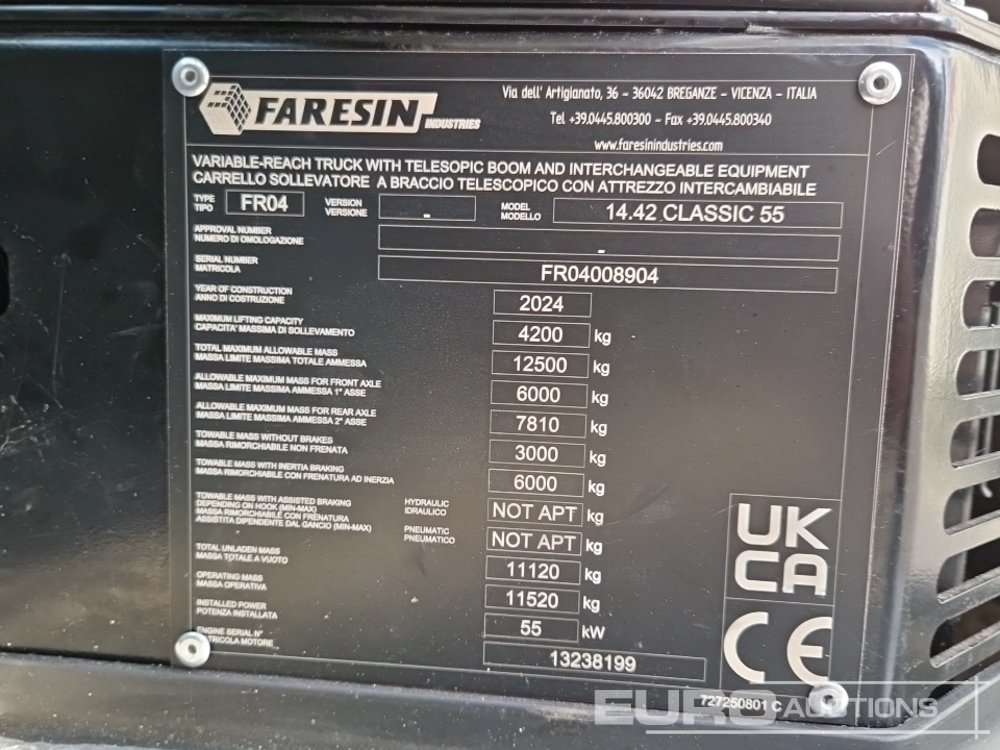 FARESIN
INDUSTRIES
Via dell' Artigianato, 36 - 36042 BREGANZE - VICENZA - ITALIA
Tel +39.0445.800300 - Fax +39.0445.800340
www.faresinindustries.com
VARIABLE-REACH TRUCK WITH TELESOPIC BOOM AND INTERCHANGEABLE EQUIPMENT
CARRELLO SOLLEVATORE A BRACCIO TELESCOPICO CON ATTREZZO INTERCAMBIABILE
TYPE
TIPO
FR04
VERSION
VERSIONE
-
MODEL
MODELLO
14.42 CLASSIC 55
APPROVAL NUMBER
NUMERO DI OMOLOGAZIONE
-
SERIAL NUMBER
MATRICOLA
FR04008904
YEAR OF CONSTRUCTION
ANNO DI COSTRUZIONE
2024
MAXIMUM LIFTING CAPACITY
CAPACITA' MASSIMA DI SOLLEVAMENTO
4200 kg
TOTAL MAXIMUM ALLOWABLE MASS
MASSA LIMITE MASSIMA TOTALE AMMESSA
12500 kg
ALLOWABLE MAXIMUM MASS FOR FRONT AXLE
MASSA LIMITE MASSIMA AMMESSA 1° ASSE
6000 kg
ALLOWABLE MAXIMUM MASS FOR REAR AXLE
MASSA LIMITE MASSIMA AMMESSA 2° ASSE
7810 kg
TOWABLE MASS WITHOUT BRAKES
MASSA RIMORCHIABILE NON FRENATA
3000 kg
TOWABLE MASS WITH INERTIA BRAKING
MASSA RIMORCHIABILE CON FRENATURA AD INERZIA
6000 kg
TOWABLE MASS WITH ASSISTED BRAKING
DEPENDING ON HOOK (MIN-MAX)
MASSA RIMORCHIABILE CON FRENATURA
ASSISTITA DIPENDENTE DAL GANCIO (MIN-MAX)
HYDRAULIC
IDRAULICO
NOT APT kg
PNEUMATIC
PNEUMATICO
NOT APT kg
TOTAL UNLADEN MASS
MASSA TOTALE A VUOTO
11120 kg
OPERATING MASS
MASSA OPERATIVA
11520 kg
INSTALLED POWER
POTENZA INSTALLATA
55 kW
ENGINE SERIAL N°
MATRICOLA MOTORE
13238199
UK
CA
CE
727250801 C
EURO AUCTIONS